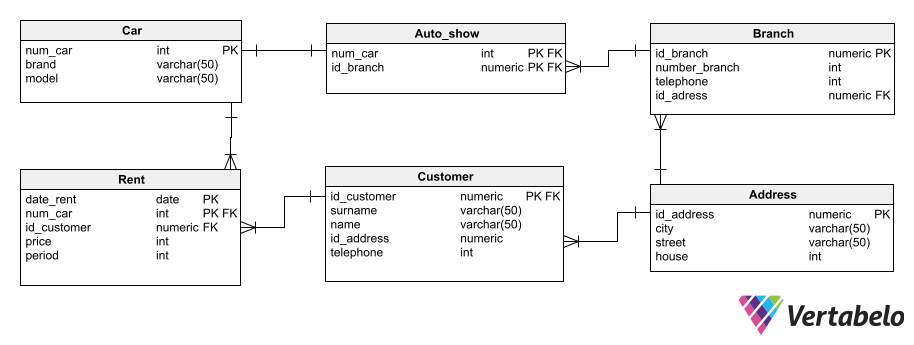 Car
num_car int PK
brand varchar(50)
model varchar(50)
Auto_show
num_car int PK FK
id_branch numeric PK FK
Branch
id_branch numeric PK
number_branch int
telephone int
id_adress numeric FK
Rent
date_rent date PK
num_car int PK FK
id_customer numeric FK
price int
period int
Customer
id_customer numeric PK FK
surname varchar(50)
name varchar(50)
id_address numeric
telephone int
Address
id_address numeric PK
city varchar(50)
street varchar(50)
house int
Vertabelo